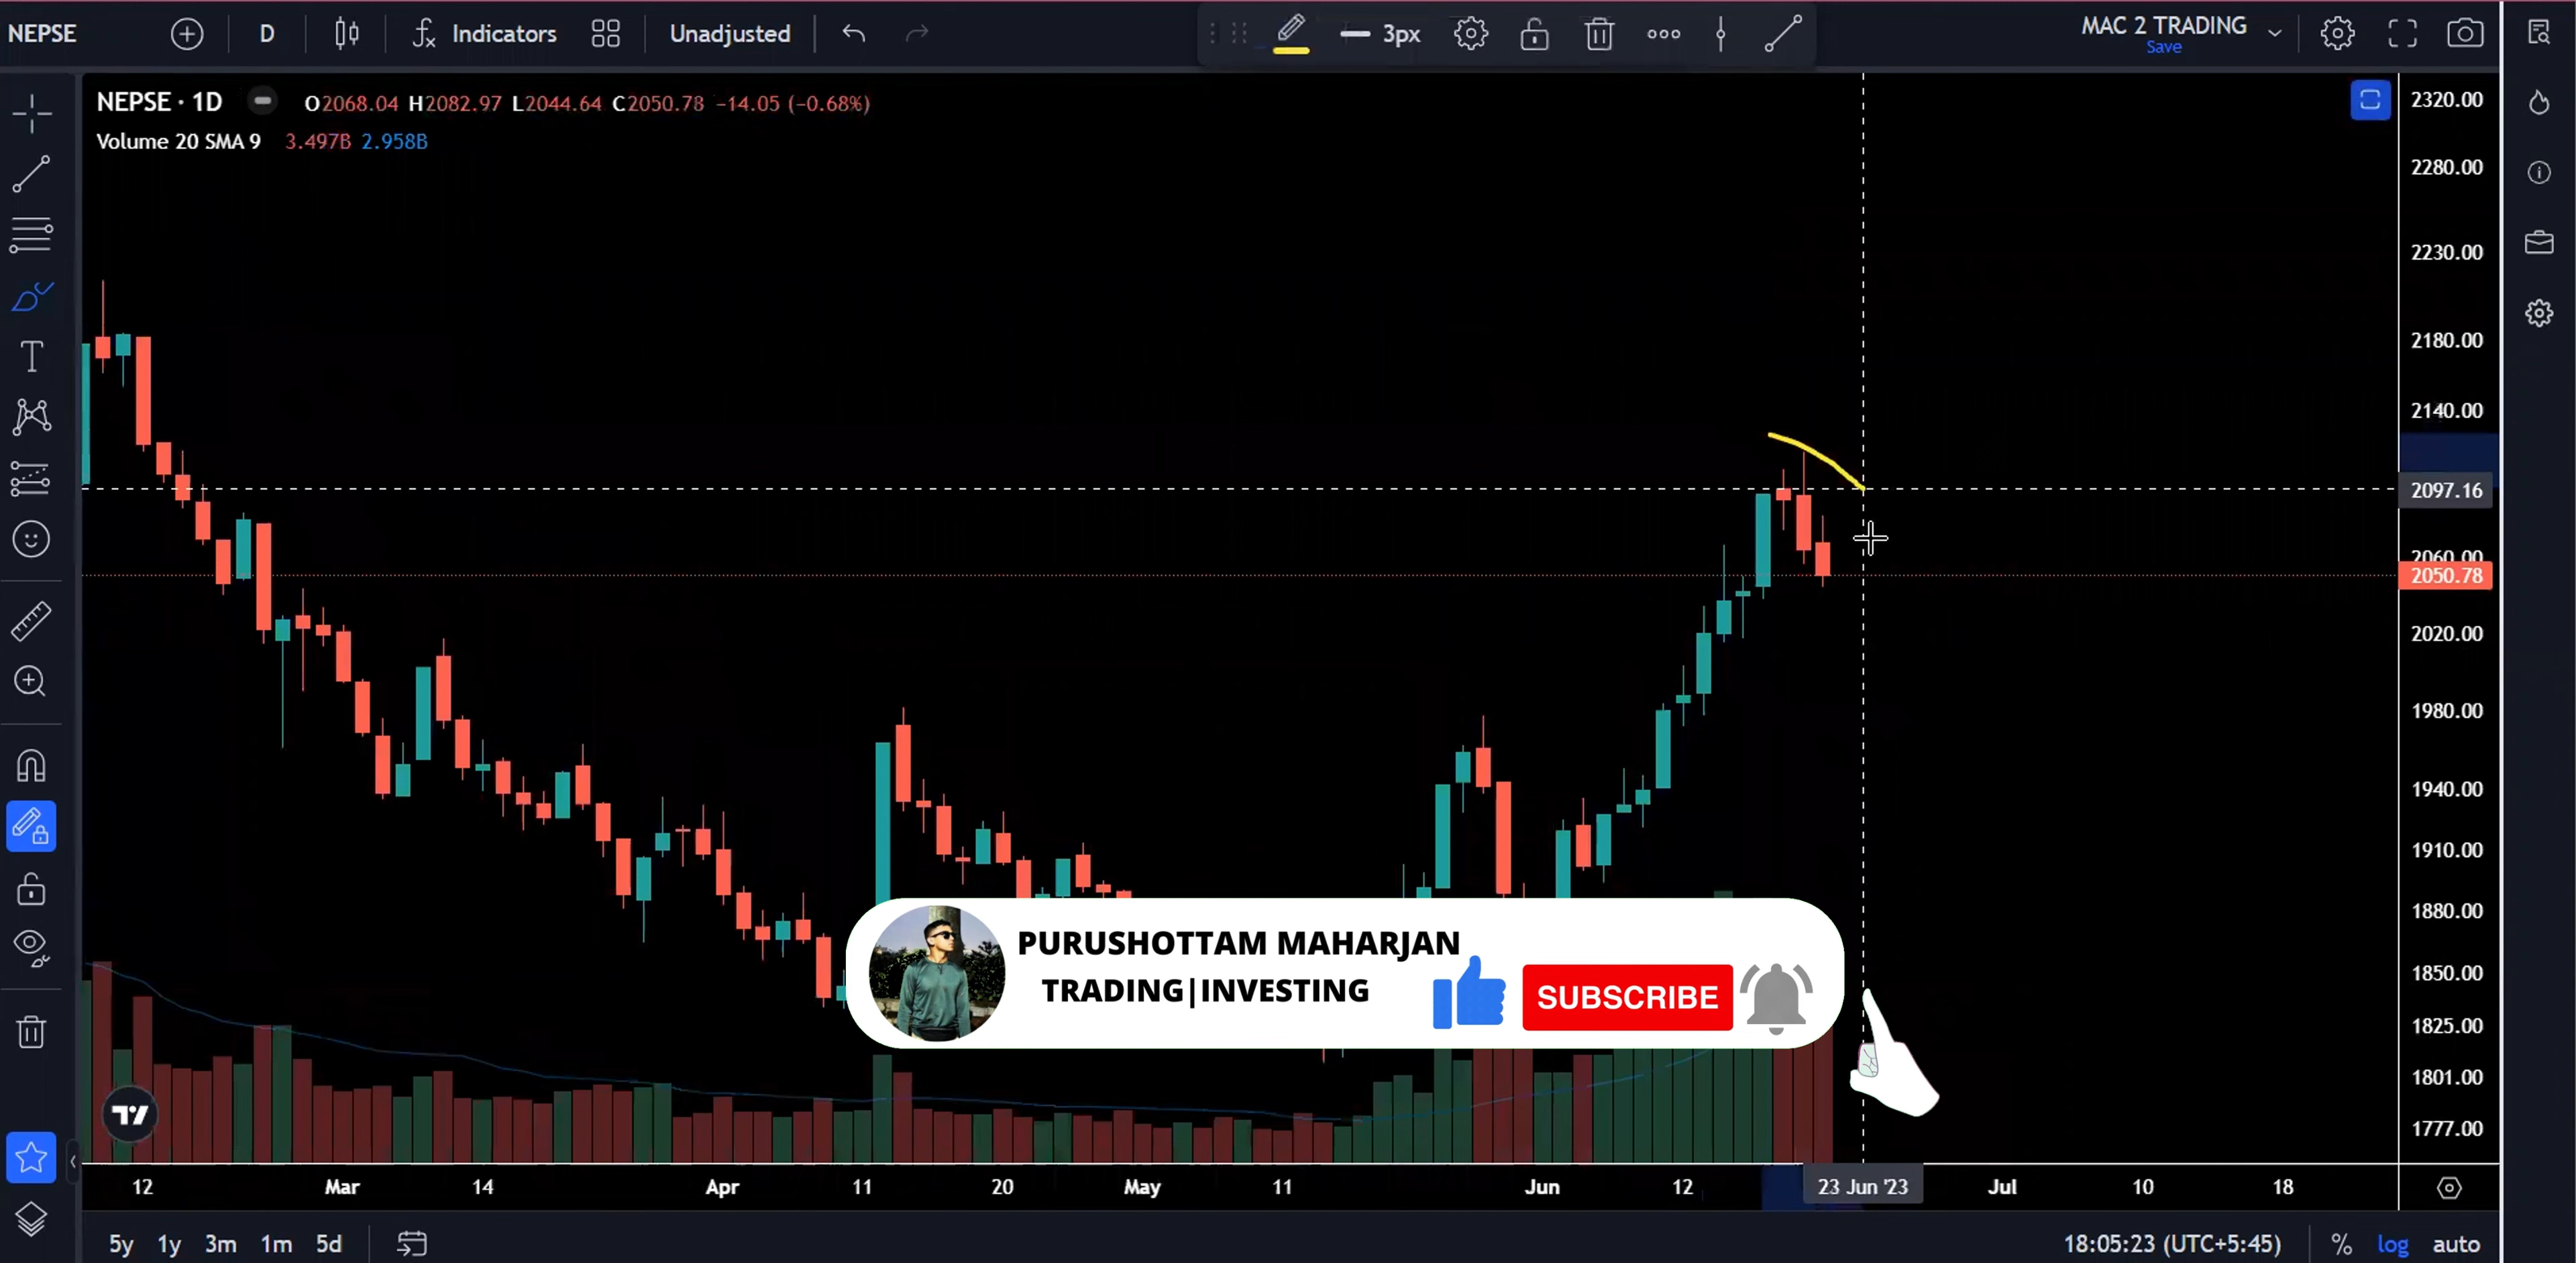 NEPSE D Indicators Unadjusted 3px MAC 2 TRADING
Save
NEPSE · 1D O2068.04 H2082.97 L2044.64 C2050.78 −14.05 (−0.68%)
Volume 20 SMA 9 3.497B 2.958B
2320.00
2280.00
2230.00
2180.00
2140.00
2097.16
2060.00
2050.78
2020.00
1980.00
1940.00
1910.00
1880.00
1850.00
1825.00
1801.00
1777.00
PURUSHOTTAM MAHARJAN
TRADING|INVESTING
SUBSCRIBE
12 Mar 14 Apr 11 20 May 11 Jun 12 23 Jun '23 Jul 10 18
5y 1y 3m 1m 5d 18:05:23 (UTC+5:45) % log auto